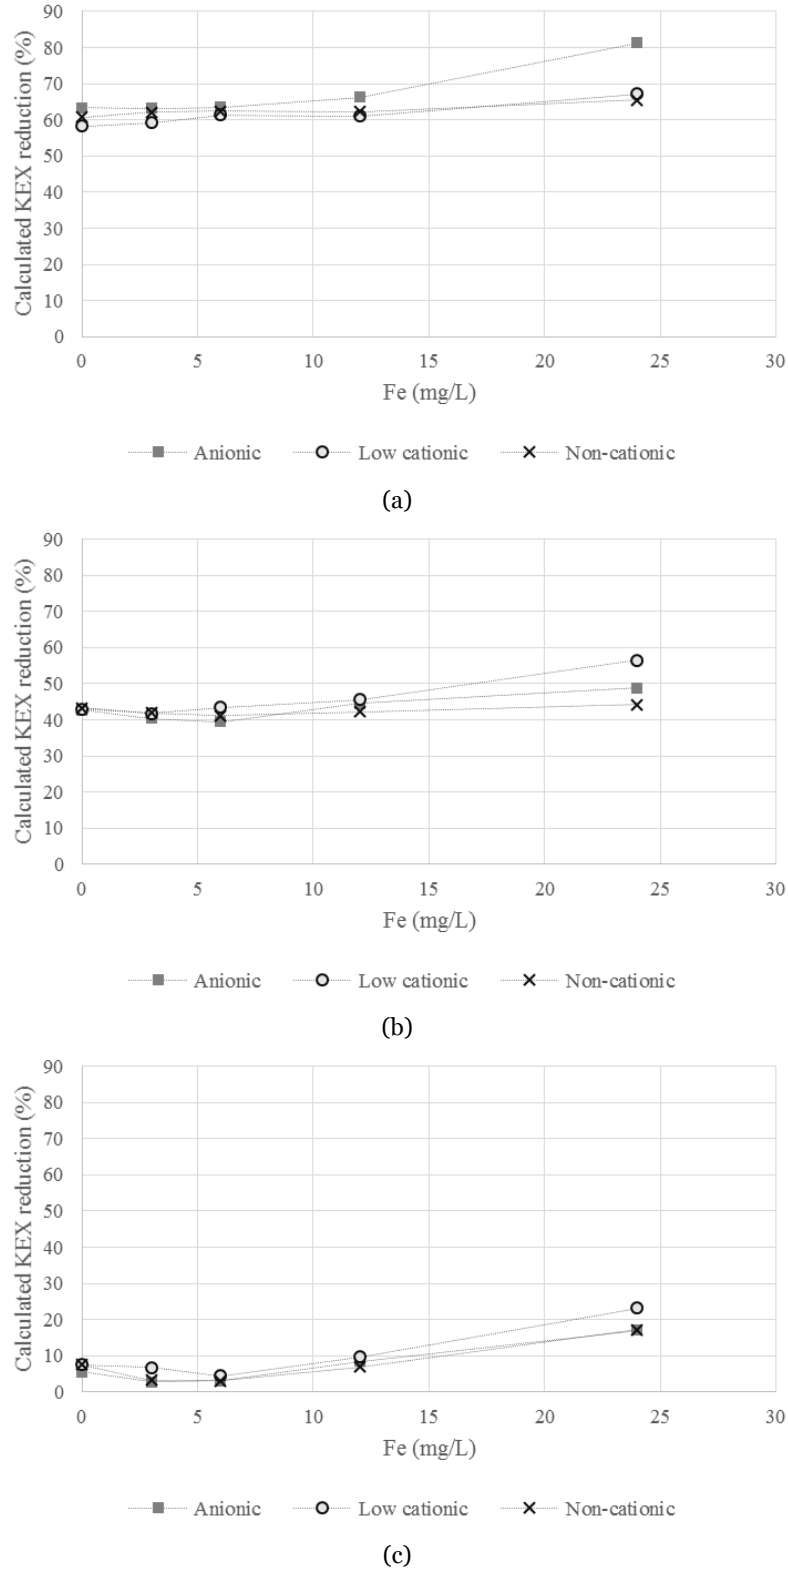 90
80
70
60
50
40
30
20
10
0
Calculated KEX reduction (%)
0 5 10 15 20 25 30
Fe (mg/L)
Anionic Low cationic Non-cationic
(a)
90
80
70
60
50
40
30
20
10
0
Calculated KEX reduction (%)
0 5 10 15 20 25 30
Fe (mg/L)
Anionic Low cationic Non-cationic
(b)
90
80
70
60
50
40
30
20
10
0
Calculated KEX reduction (%)
0 5 10 15 20 25 30
Fe (mg/L)
Anionic Low cationic Non-cationic
(c)